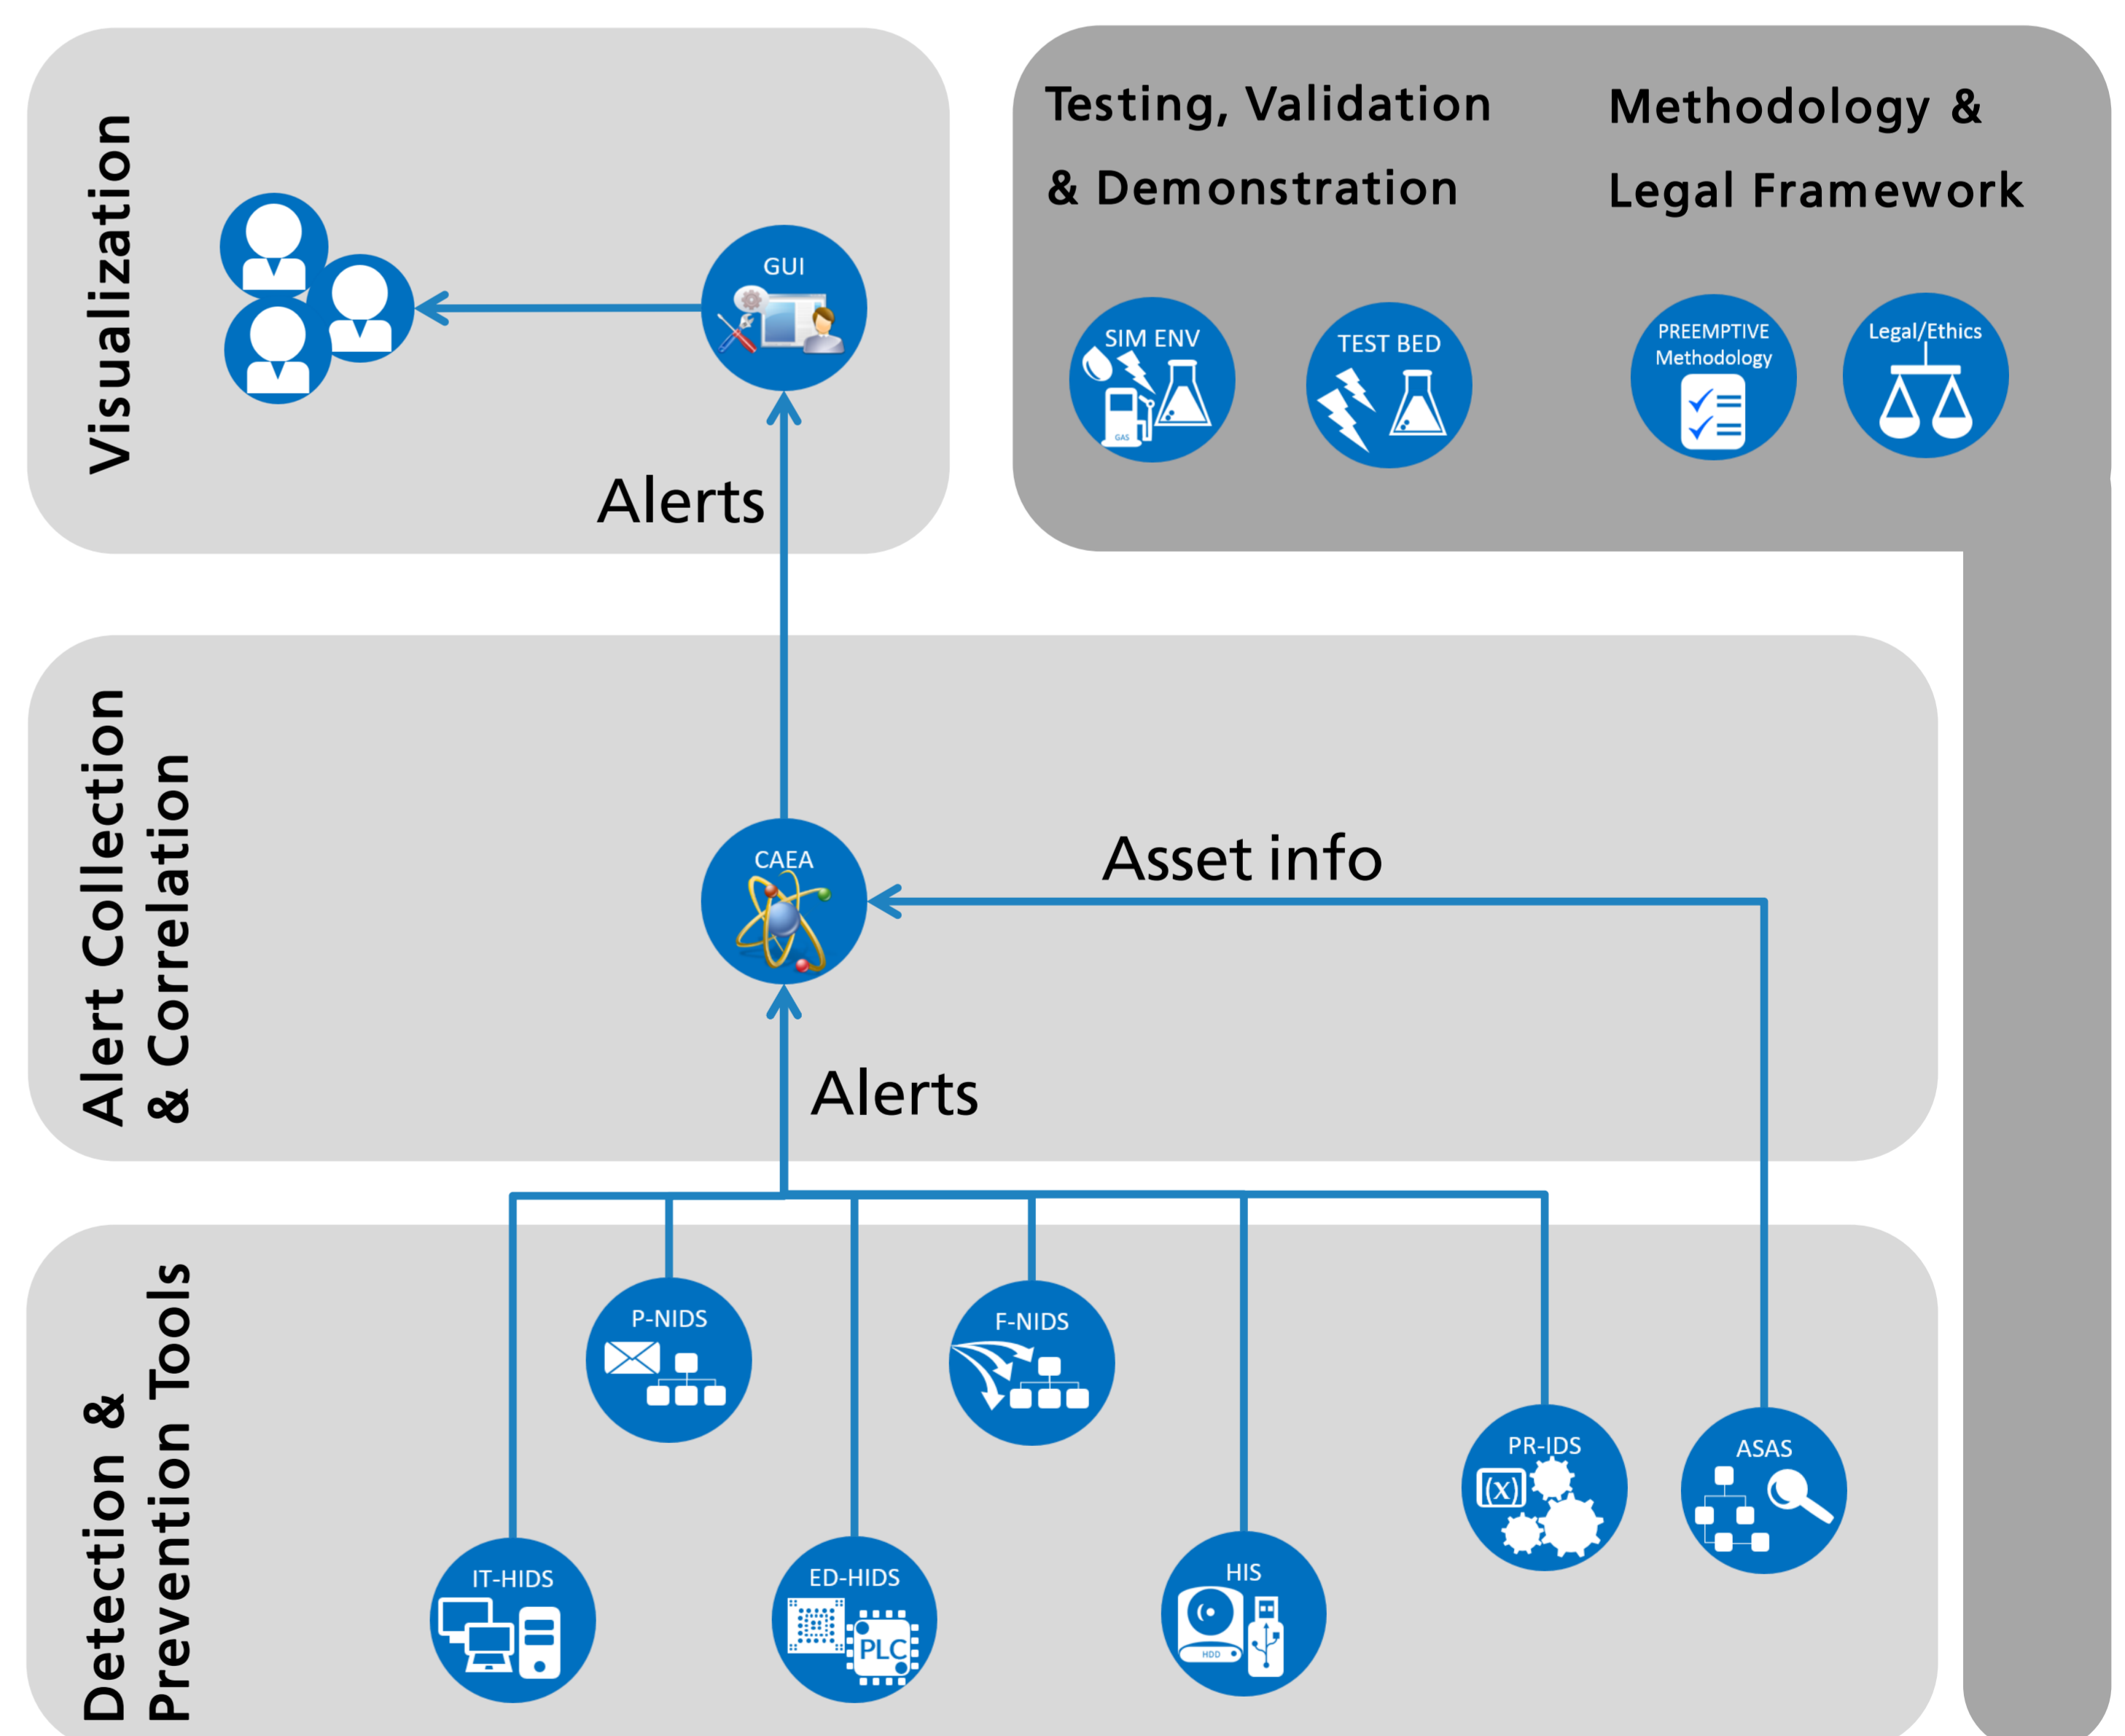 Visualization
GUI
Alerts
Testing, Validation
& Demonstration
Methodology &
Legal Framework
SIM ENV
GAS
TEST BED
PREEMPTIVE
Methodology
Legal/Ethics
Alert Collection
& Correlation
CAEA
Asset info
Alerts
Detection &
Prevention Tools
P-NIDS
F-NIDS
PR-IDS
(x)
ASAS
IT-HIDS
ED-HIDS
PLC
HIS
HDD